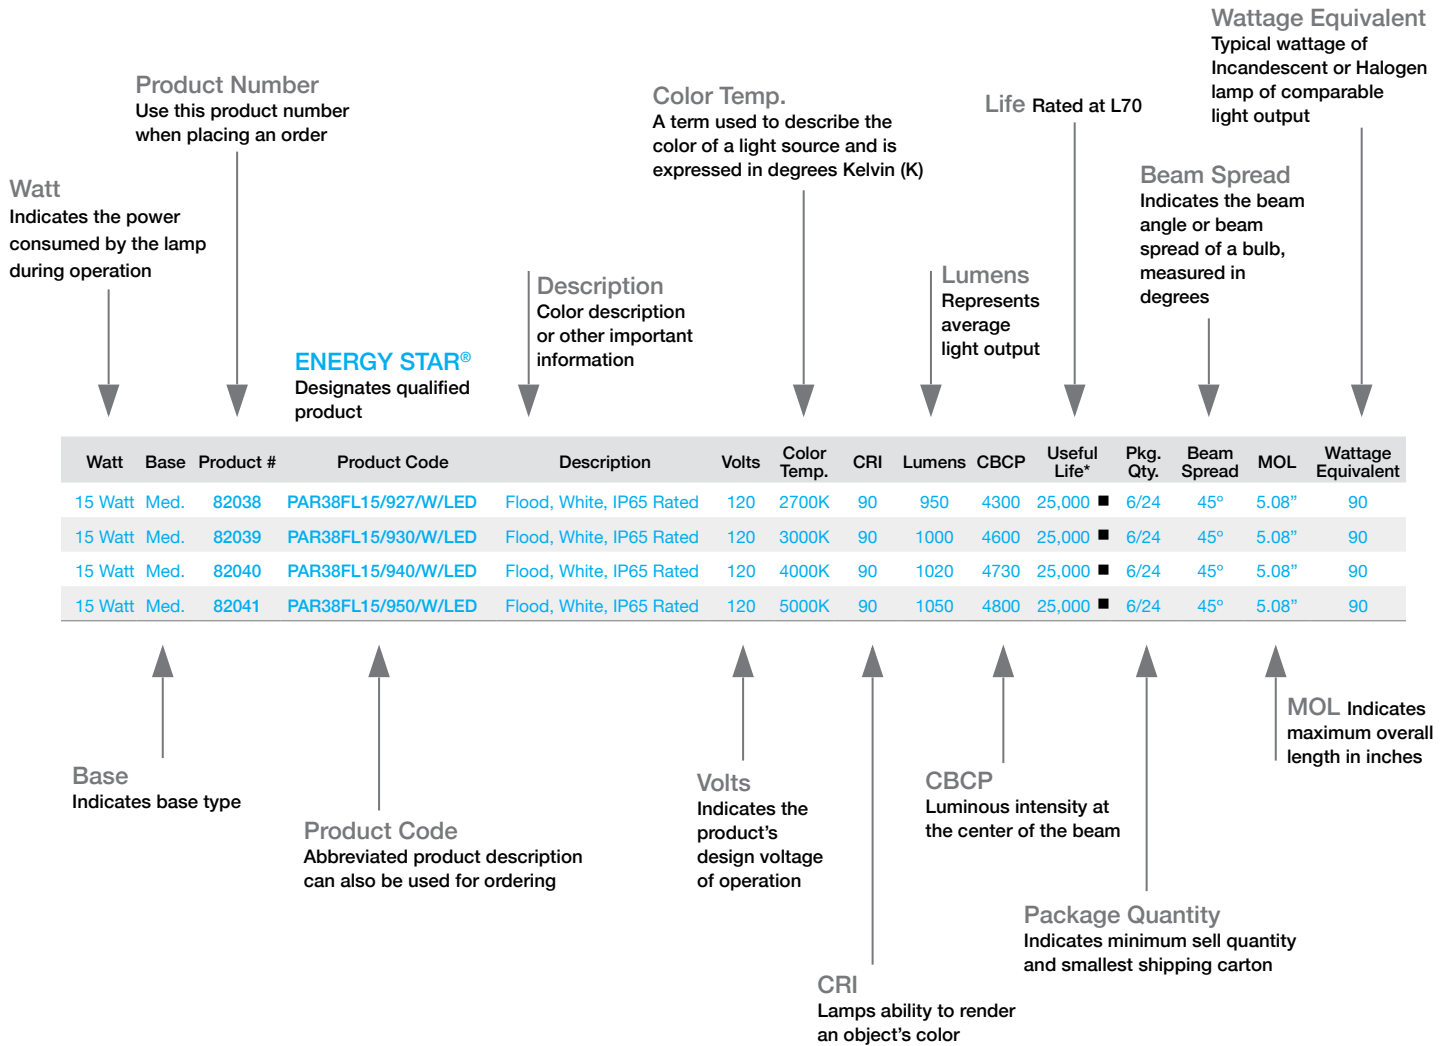 Wattage Equivalent
Typical wattage of
Incandescent or Halogen
lamp of comparable
light output
Product Number
Use this product number
when placing an order
Color Temp.
A term used to describe the
color of a light source and is
expressed in degrees Kelvin (K)
Life Rated at L70
Beam Spread
Indicates the beam
angle or beam
spread of a bulb,
measured in
degrees
Watt
Indicates the power
consumed by the lamp
during operation
Description
Color description
or other important
information
Lumens
Represents
average
light output
ENERGY STAR®
Designates qualified
product
Watt Base Product # Product Code Description Volts Color Temp. CRI Lumens CBCP Useful Life* Pkg. Qty. Beam Spread MOL Wattage Equivalent
15 Watt Med. 82038 PAR38FL15/927/W/LED Flood, White, IP65 Rated 120 2700K 90 950 4300 25,000 ■ 6/24 45º 5.08” 90
15 Watt Med. 82039 PAR38FL15/930/W/LED Flood, White, IP65 Rated 120 3000K 90 1000 4600 25,000 ■ 6/24 45º 5.08” 90
15 Watt Med. 82040 PAR38FL15/940/W/LED Flood, White, IP65 Rated 120 4000K 90 1020 4730 25,000 ■ 6/24 45º 5.08” 90
15 Watt Med. 82041 PAR38FL15/950/W/LED Flood, White, IP65 Rated 120 5000K 90 1050 4800 25,000 ■ 6/24 45º 5.08” 90
MOL Indicates
maximum overall
length in inches
Base
Indicates base type
Volts
Indicates the
product’s
design voltage
of operation
CBCP
Luminous intensity at
the center of the beam
Product Code
Abbreviated product description
can also be used for ordering
Package Quantity
Indicates minimum sell quantity
and smallest shipping carton
CRI
Lamps ability to render
an object’s color